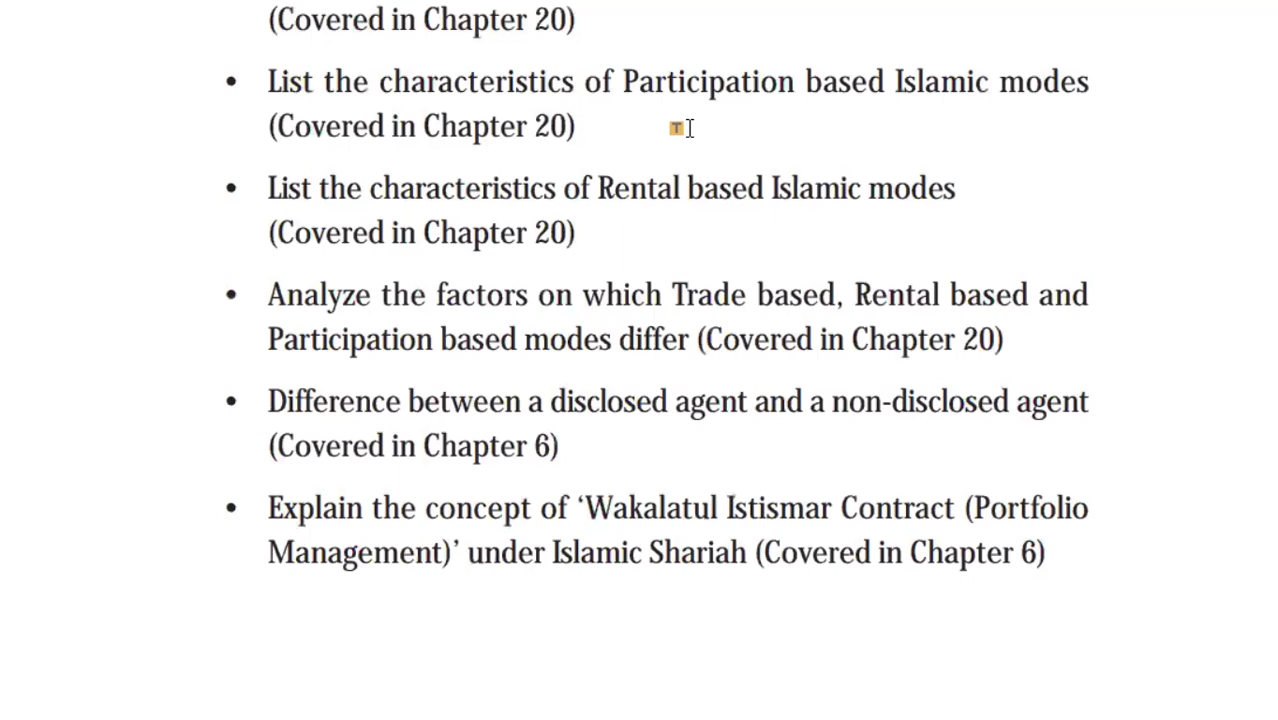 (Covered in Chapter 20)
• List the characteristics of Participation based Islamic modes
(Covered in Chapter 20)
• List the characteristics of Rental based Islamic modes
(Covered in Chapter 20)
• Analyze the factors on which Trade based, Rental based and
Participation based modes differ (Covered in Chapter 20)
• Difference between a disclosed agent and a non-disclosed agent
(Covered in Chapter 6)
• Explain the concept of ‘Wakalatul Istismar Contract (Portfolio
Management)’ under Islamic Shariah (Covered in Chapter 6)